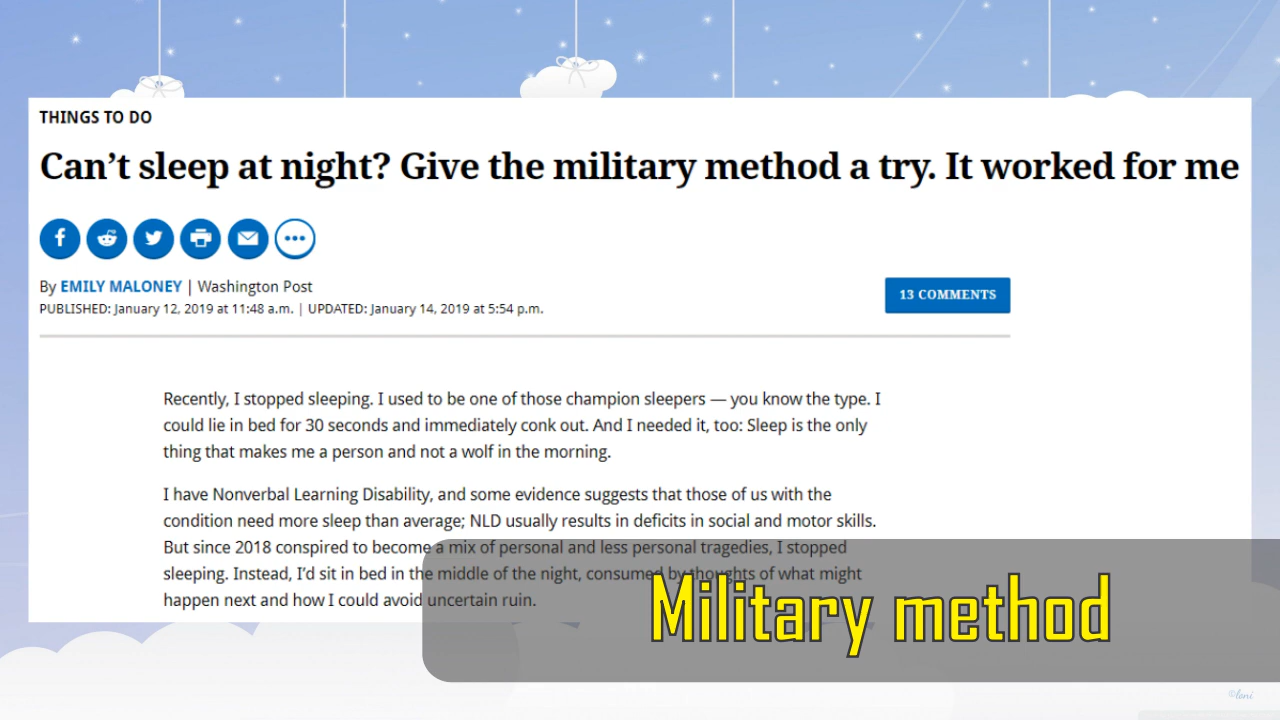 THINGS TO DO
Can’t sleep at night? Give the military method a try. It worked for me
By EMILY MALONEY | Washington Post
PUBLISHED: January 12, 2019 at 11:48 a.m. | UPDATED: January 14, 2019 at 5:54 p.m.
13 COMMENTS
Recently, I stopped sleeping. I used to be one of those champion sleepers — you know the type. I
could lie in bed for 30 seconds and immediately conk out. And I needed it, too: Sleep is the only
thing that makes me a person and not a wolf in the morning.
I have Nonverbal Learning Disability, and some evidence suggests that those of us with the
condition need more sleep than average; NLD usually results in deficits in social and motor skills.
But since 2018 conspired to become a mix of personal and less personal tragedies, I stopped
sleeping. Instead, I’d sit in bed in the middle of the night, consumed by thoughts of what might
happen next and how I could avoid uncertain ruin.
Military method
©loni